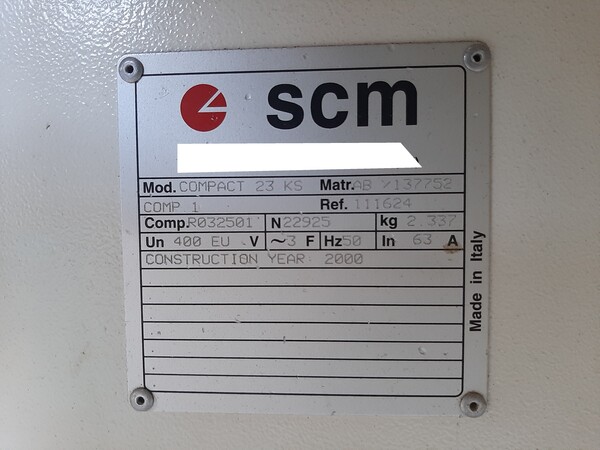 scm
Mod. COMPACT 23 KS Matr. AB /137752
COMP 1 Ref. 111624
Comp. R032501 N 22925 kg 2.337
Un 400 EU V ~3 F Hz 50 In 63 A
CONSTRUCTION YEAR 2000
Made in Italy